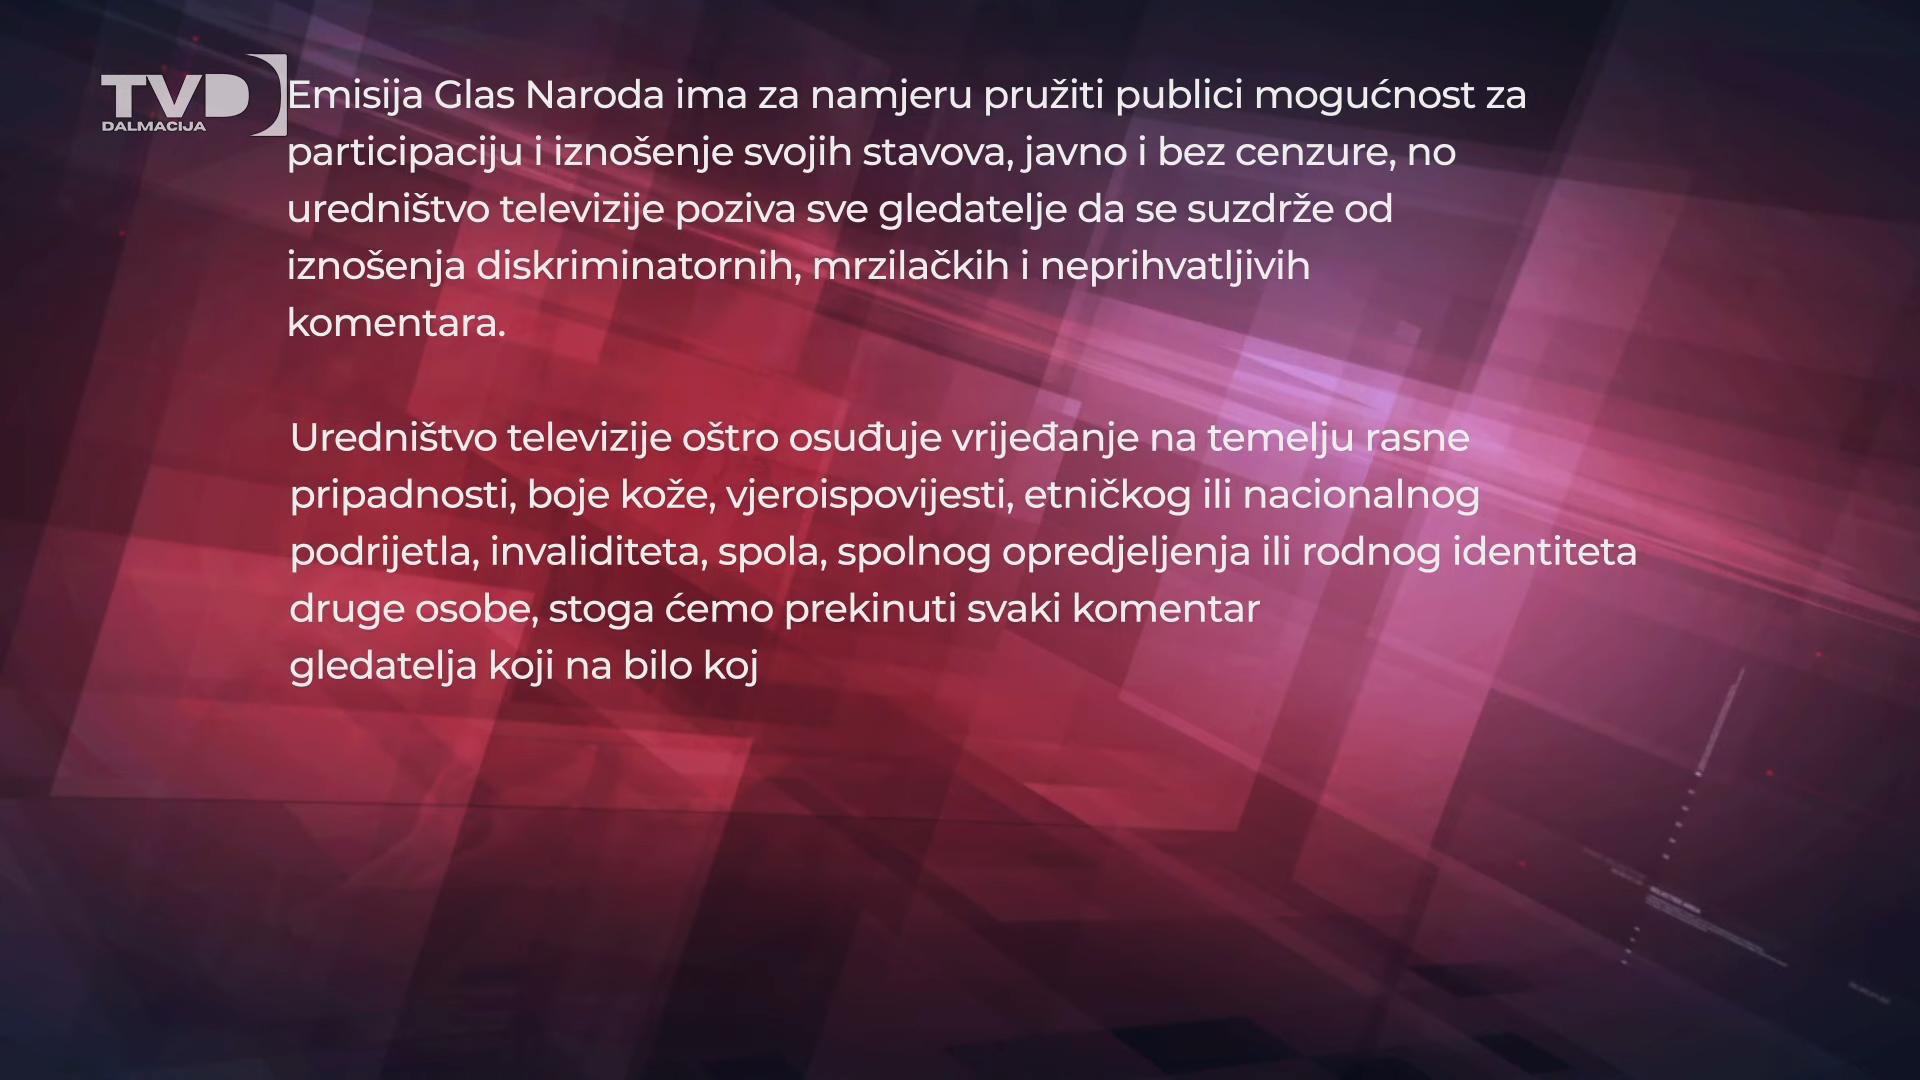 TVD
DALMACIJA
Emisija Glas Naroda ima za namjeru pružiti publici mogućnost za
participaciju i iznošenje svojih stavova, javno i bez cenzure, no
uredništvo televizije poziva sve gledatelje da se suzdrže od
iznošenja diskriminatornih, mrzilačkih i neprihvatljivih
komentara.
Uredništvo televizije oštro osuđuje vrijeđanje na temelju rasne
pripadnosti, boje kože, vjeroispovijesti, etničkog ili nacionalnog
podrijetla, invaliditeta, spola, spolnog opredjeljenja ili rodnog identiteta
druge osobe, stoga ćemo prekinuti svaki komentar
gledatelja koji na bilo koj